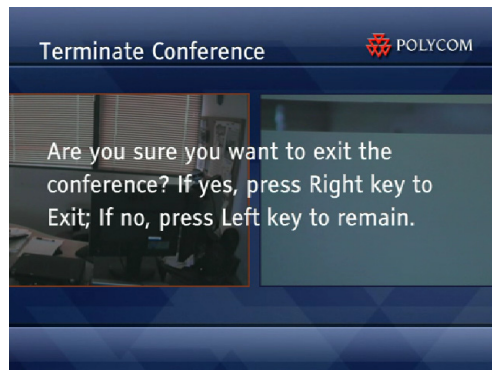 Terminate Conference
POLYCOM
Are you sure you want to exit the
conference? If yes, press Right key to
Exit; If no, press Left key to remain.